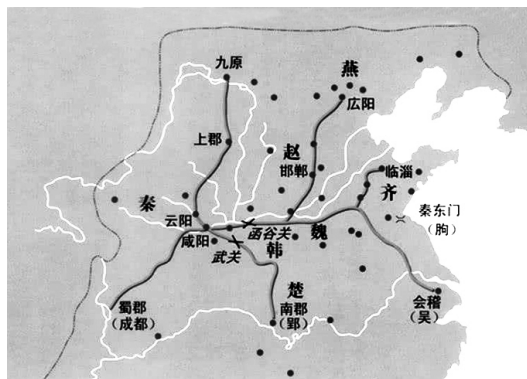 九原
燕
広阳
上郡
赵
邯郸
临淄
齐
秦
云阳
咸阳
函谷关
魏
秦东门
(朐)
武关
韩
楚
蜀郡
(成都)
南郡
(郢)
会稽
(吴)